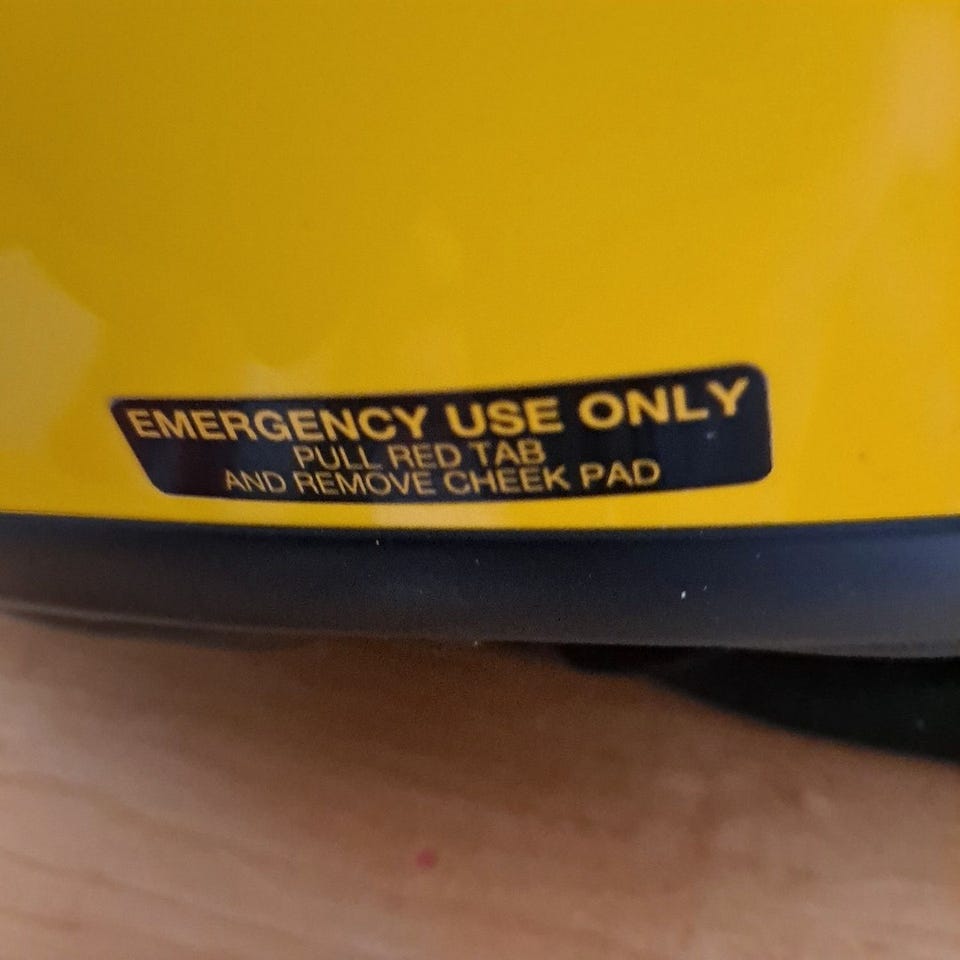 EMERGENCY USE ONLY
PULL RED TAB
AND REMOVE CHEEK PAD